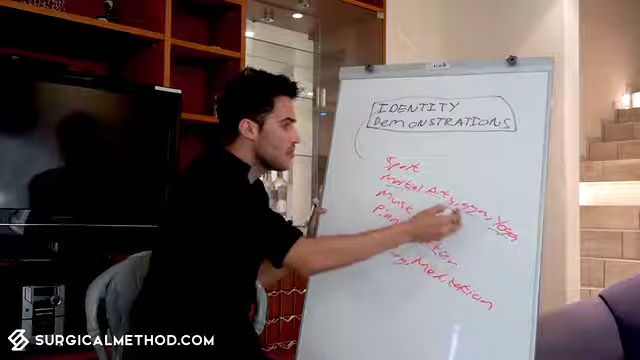 IDENTITY
DEMONSTRATIONS
Sport
Martial Arts, Yoga
Music
Meditation
SURGICALMETHOD.COM